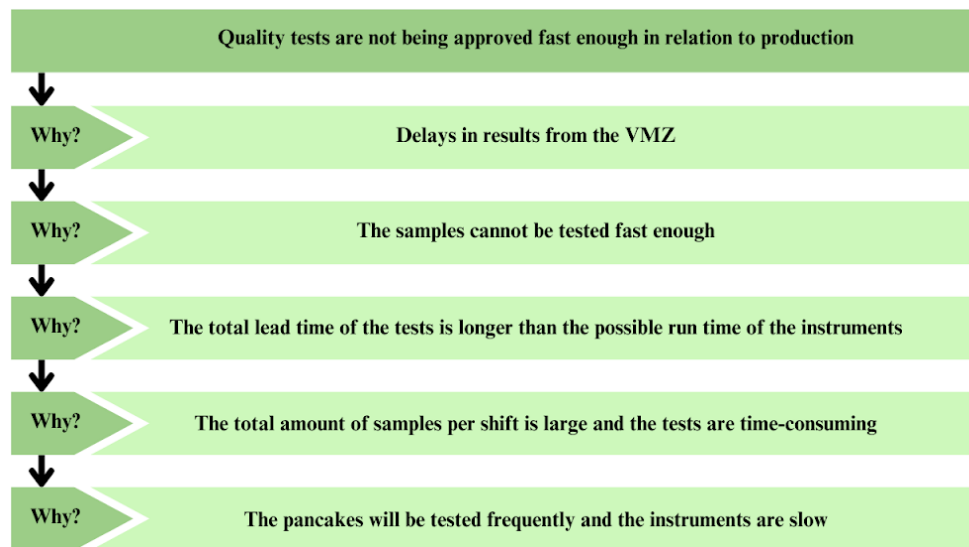 Quality tests are not being approved fast enough in relation to production
Why?
Delays in results from the VMZ
Why?
The samples cannot be tested fast enough
Why?
The total lead time of the tests is longer than the possible run time of the instruments
Why?
The total amount of samples per shift is large and the tests are time-consuming
Why?
The pancakes will be tested frequently and the instruments are slow